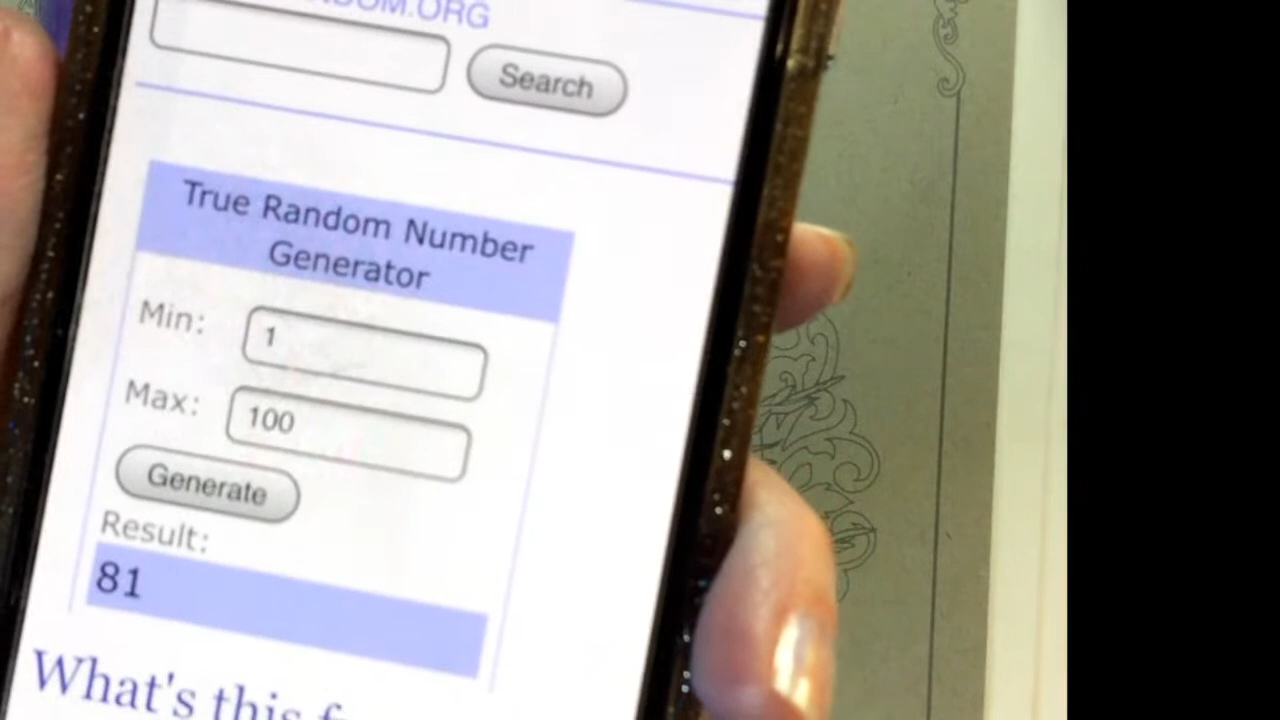 Search
True Random Number
Generator
Min: 1
Max: 100
Generate
Result:
81
What's this